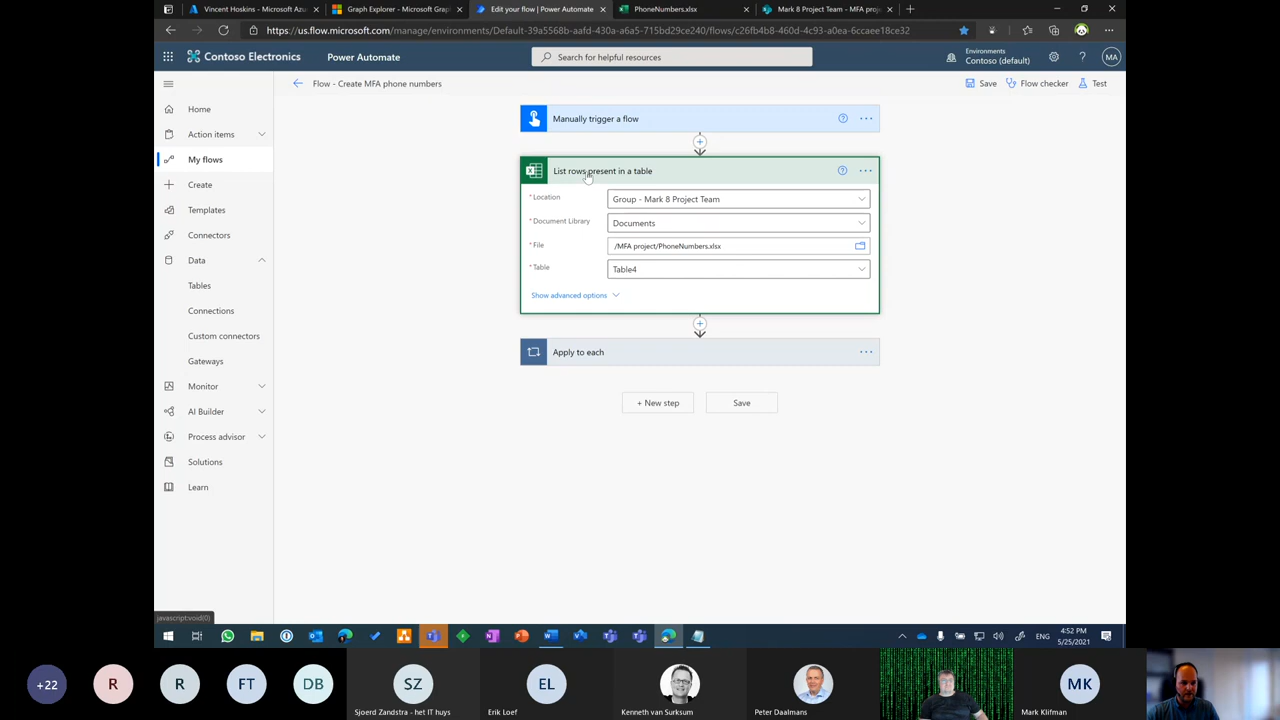 Vincent Hoskins - Microsoft Azu
Graph Explorer - Microsoft Grap
Edit your flow | Power Automate
PhoneNumbers.xlsx
Mark 8 Project Team - MFA proje
https://us.flow.microsoft.com/manage/environments/Default-39a5568b-aafd-430a-a6a5-715bd29ce240/flows/c26fb4b8-460d-4c93-a0ea-6ccaee18ce32
Contoso Electronics
Power Automate
Search for helpful resources
Environments
Contoso (default)
MA
Flow - Create MFA phone numbers
Save
Flow checker
Test
Home
Action items
My flows
Create
Templates
Connectors
Data
Tables
Connections
Custom connectors
Gateways
Monitor
AI Builder
Process advisor
Solutions
Learn
Manually trigger a flow
List rows present in a table
* Location
Group - Mark 8 Project Team
* Document Library
Documents
* File
/MFA project/PhoneNumbers.xlsx
* Table
Table4
Show advanced options
Apply to each
+ New step
Save
javascript:void(0)
ENG
4:52 PM
5/25/2021
+22
R
R
FT
DB
SZ
Sjoerd Zandstra - het IT huys
EL
Erik Loef
Kenneth van Surksum
Peter Daalmans
MK
Mark Klifman